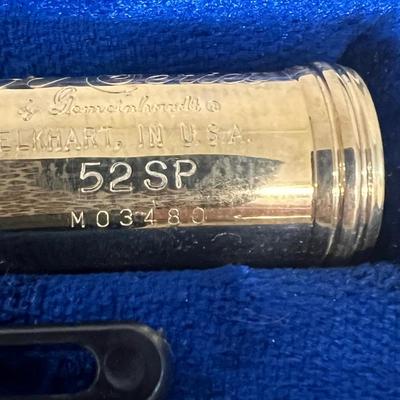 Gemeinhardt®
ELKHART, IN U.S.A.
52SP
M03480